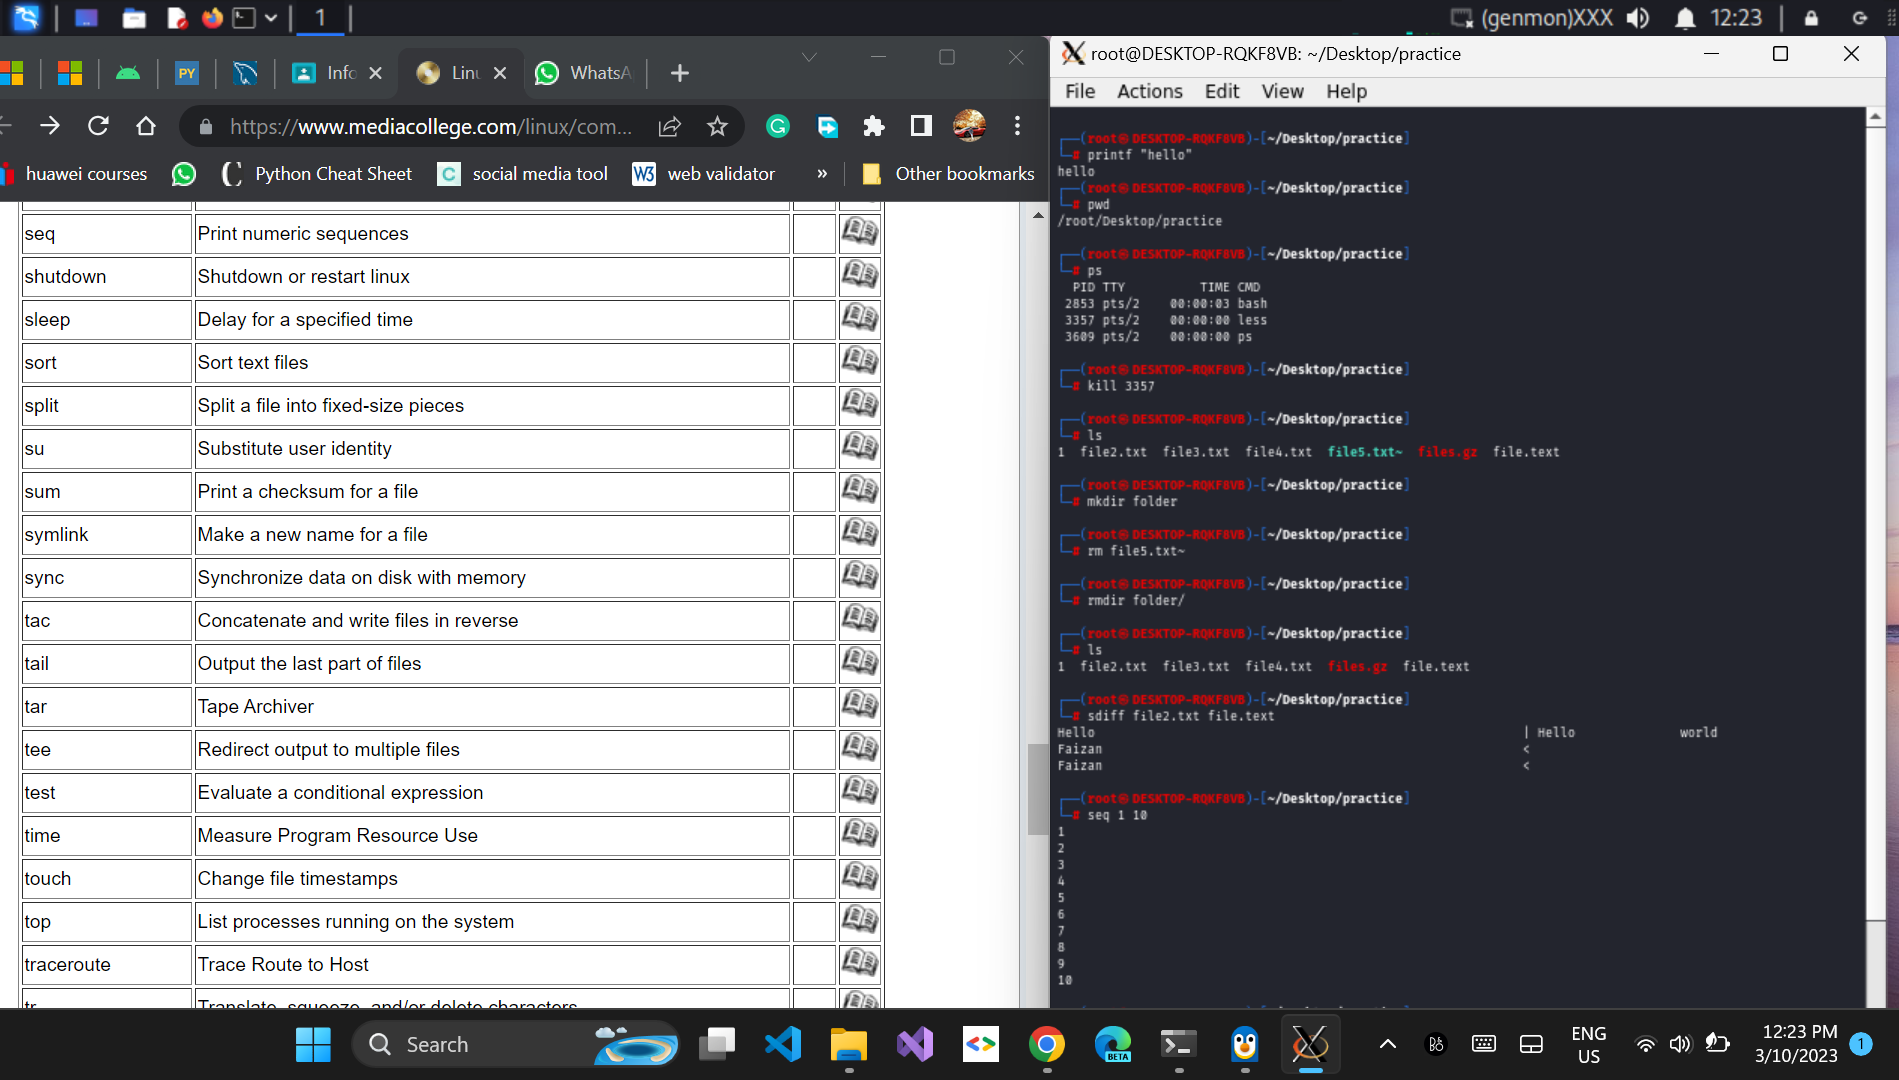 1
(genmon)XXX
12:23
PY
Info
Lin
WhatsA
https://www.mediacollege.com/linux/com...
huawei courses
Python Cheat Sheet
C
social media tool
W3
web validator
»
Other bookmarks
seq Print numeric sequences
shutdown Shutdown or restart linux
sleep Delay for a specified time
sort Sort text files
split Split a file into fixed-size pieces
su Substitute user identity
sum Print a checksum for a file
symlink Make a new name for a file
sync Synchronize data on disk with memory
tac Concatenate and write files in reverse
tail Output the last part of files
tar Tape Archiver
tee Redirect output to multiple files
test Evaluate a conditional expression
time Measure Program Resource Use
touch Change file timestamps
top List processes running on the system
traceroute Trace Route to Host
tr Translate, squeeze, and/or delete characters
root@DESKTOP-RQKF8VB: ~/Desktop/practice
File Actions Edit View Help
(root㉿DESKTOP-RQKF8VB)-[~/Desktop/practice]
# printf "hello"
hello
(root㉿DESKTOP-RQKF8VB)-[~/Desktop/practice]
# pwd
/root/Desktop/practice
(root㉿DESKTOP-RQKF8VB)-[~/Desktop/practice]
# ps
PID TTY TIME CMD
2853 pts/2 00:00:03 bash
3357 pts/2 00:00:00 less
3609 pts/2 00:00:00 ps
(root㉿DESKTOP-RQKF8VB)-[~/Desktop/practice]
# kill 3357
(root㉿DESKTOP-RQKF8VB)-[~/Desktop/practice]
# ls
1 file2.txt file3.txt file4.txt file5.txt~ files.gz file.text
(root㉿DESKTOP-RQKF8VB)-[~/Desktop/practice]
# mkdir folder
(root㉿DESKTOP-RQKF8VB)-[~/Desktop/practice]
# rm file5.txt~
(root㉿DESKTOP-RQKF8VB)-[~/Desktop/practice]
# rmdir folder/
(root㉿DESKTOP-RQKF8VB)-[~/Desktop/practice]
# ls
1 file2.txt file3.txt file4.txt files.gz file.text
(root㉿DESKTOP-RQKF8VB)-[~/Desktop/practice]
# sdiff file2.txt file.text
Hello | Hello world
Faizan <
Faizan <
(root㉿DESKTOP-RQKF8VB)-[~/Desktop/practice]
# seq 1 10
1
2
3
4
5
6
7
8
9
10
Search
BETA
ENG
US
12:23 PM
3/10/2023
1